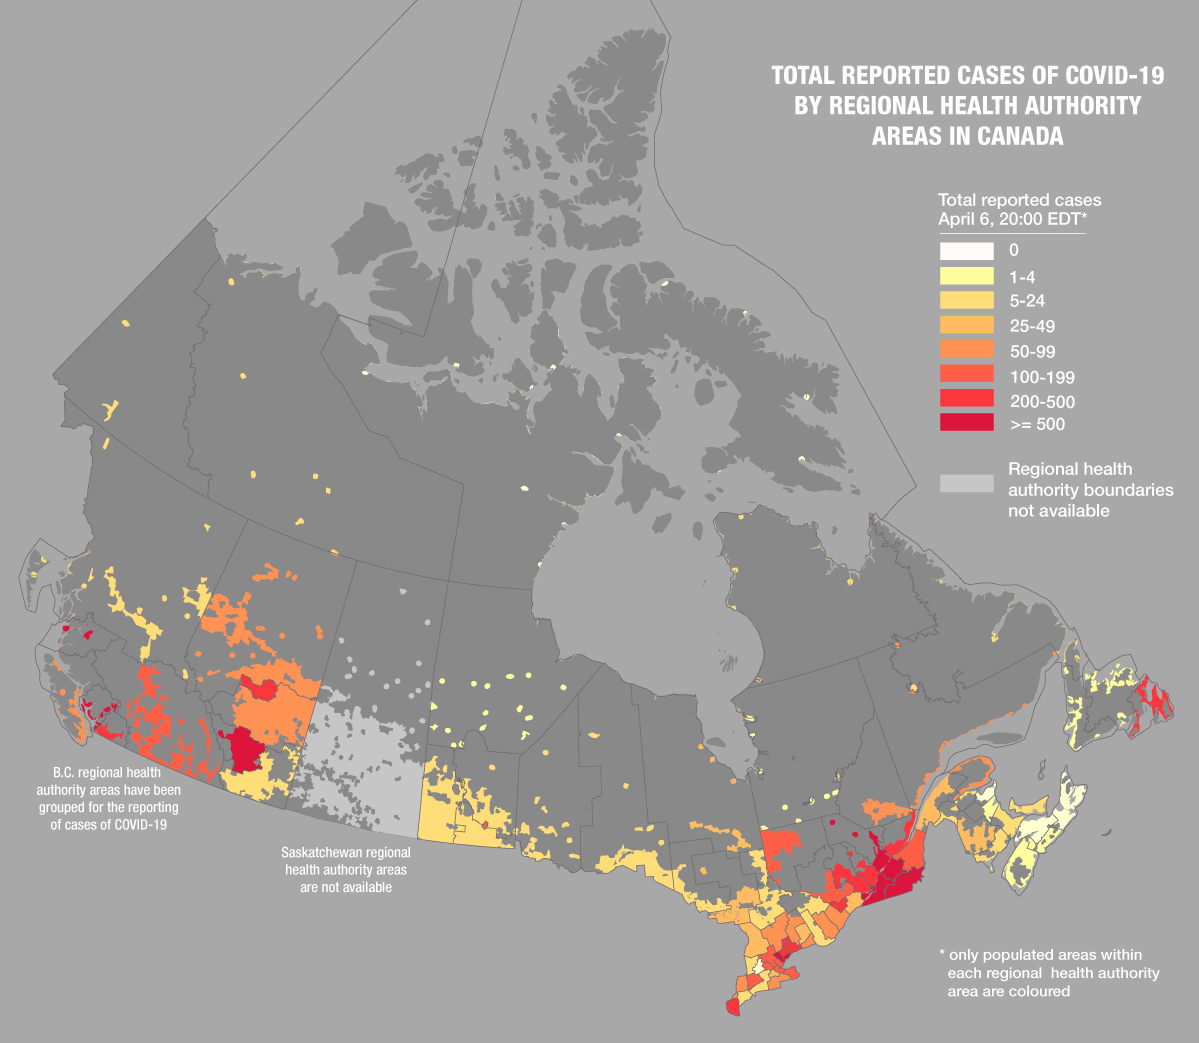 TOTAL REPORTED CASES OF COVID-19
BY REGIONAL HEALTH AUTHORITY
AREAS IN CANADA
Total reported cases
April 6, 20:00 EDT*
0
1-4
5-24
25-49
50-99
100-199
200-500
>= 500
Regional health
authority boundaries
not available
B.C. regional health
authority areas have been
grouped for the reporting
of cases of COVID-19
Saskatchewan regional
health authority areas
are not available
* only populated areas within
each regional health authority
area are coloured